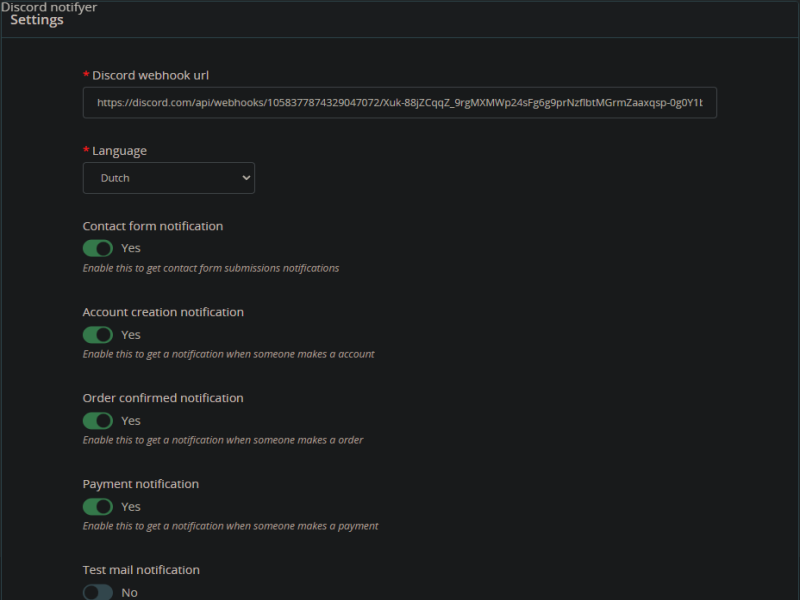 Discord notifyer
Settings
* Discord webhook url
https://discord.com/api/webhooks/1058377874329047072/Xuk-88jZCqqZ_9rgMXMWp24sFg6g9prNzflbtMGrmZaaxqsp-0g0Y1t
* Language
Dutch
Contact form notification
Yes
Enable this to get contact form submissions notifications
Account creation notification
Yes
Enable this to get a notification when someone makes a account
Order confirmed notification
Yes
Enable this to get a notification when someone makes a order
Payment notification
Yes
Enable this to get a notification when someone makes a payment
Test mail notification
No